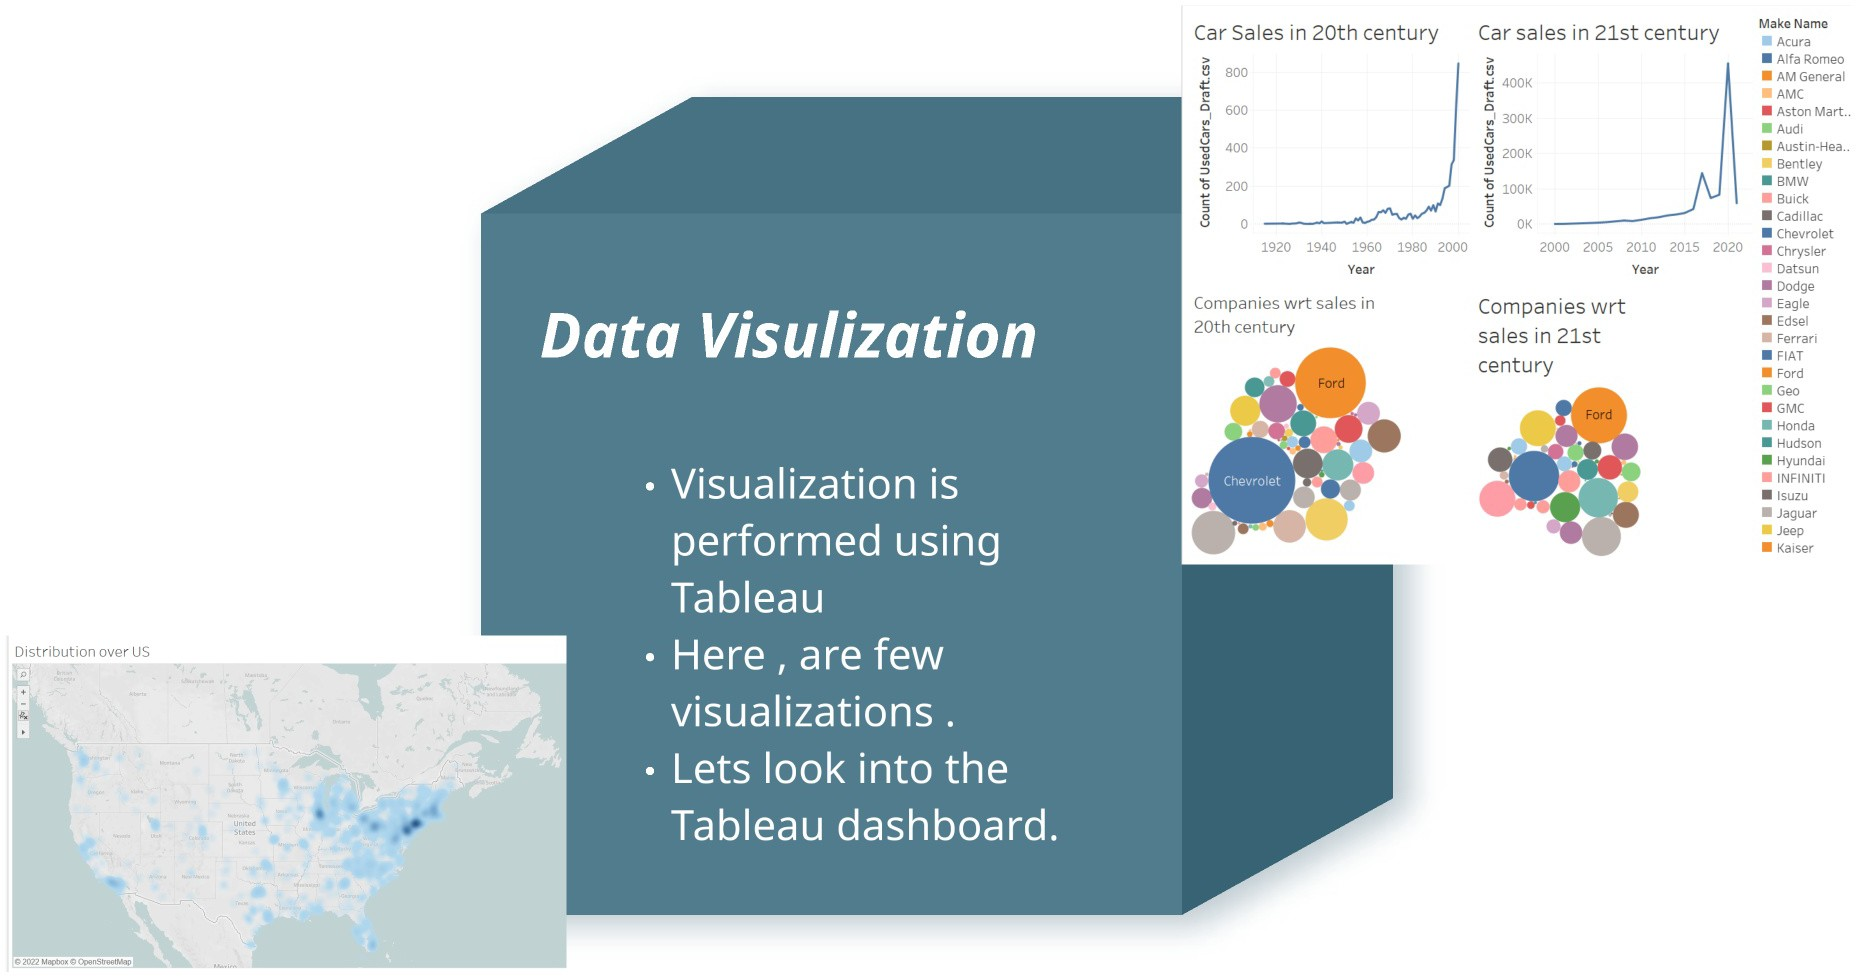 Data Visulization
• Visualization is
performed using
Tableau
• Here , are few
visualizations .
• Lets look into the
Tableau dashboard.
Car Sales in 20th century
Count of UsedCars_Draft.csv
800
600
400
200
0
1920 1940 1960 1980 2000
Year
Car sales in 21st century
Count of UsedCars_Draft.csv
400K
300K
200K
100K
0K
2000 2005 2010 2015 2020
Year
Companies wrt sales in
20th century
Ford
Chevrolet
Companies wrt
sales in 21st
century
Ford
Make Name
Acura
Alfa Romeo
AM General
AMC
Aston Mart..
Audi
Austin-Hea..
Bentley
BMW
Buick
Cadillac
Chevrolet
Chrysler
Datsun
Dodge
Eagle
Edsel
Ferrari
FIAT
Ford
Geo
GMC
Honda
Hudson
Hyundai
INFINITI
Isuzu
Jaguar
Jeep
Kaiser
Distribution over US
United
States
Mexico
© 2022 Mapbox © OpenStreetMap